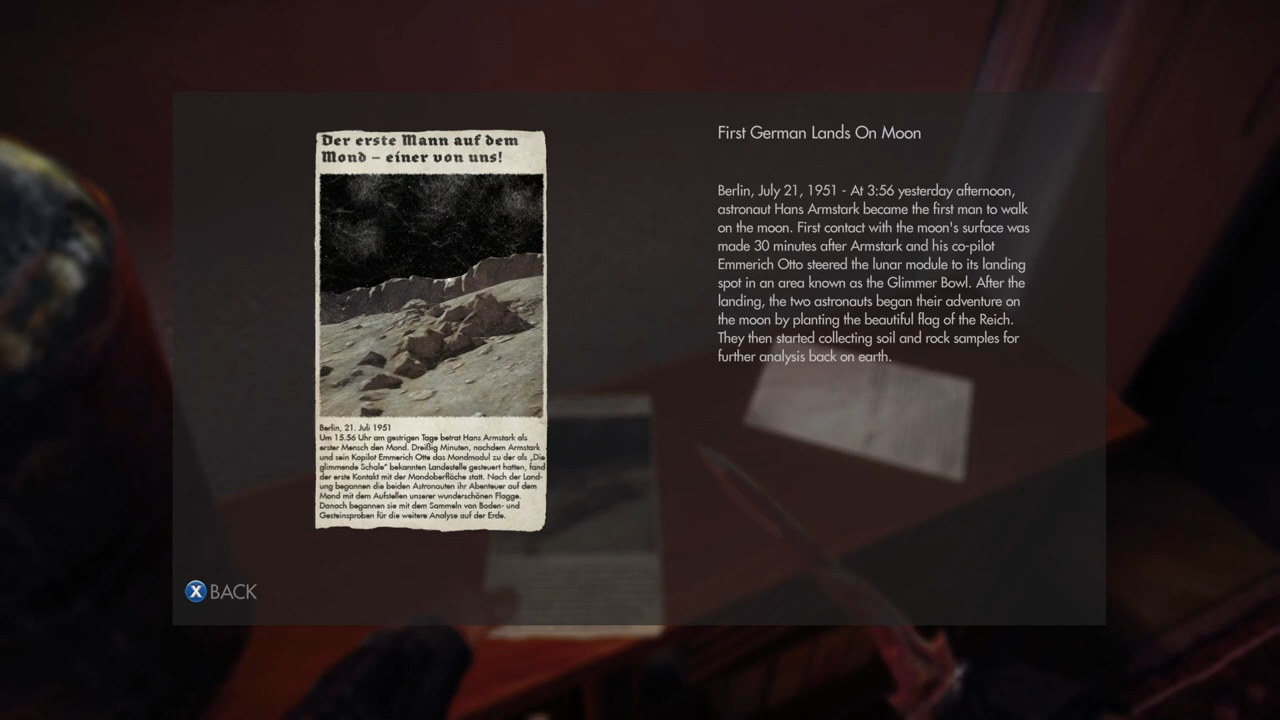 Der erste Mann auf dem
Mond – einer von uns!
Berlin, 21. Juli 1951
Um 15.56 Uhr am gestrigen Tage betrat Hans Armstark als
erster Mensch den Mond. Dreißig Minuten, nachdem Armstark
und sein Kopilot Emmerich Otto das Mondmodul zu der als „Die
glimmende Schale“ bekannten Landestelle gesteuert hatten, fand
der erste Kontakt mit der Mondoberfläche statt. Nach der Land-
ung begannen die beiden Astronauten ihr Abenteuer auf dem
Mond mit dem Aufstellen unserer wunderschönen Flagge.
Danach begannen sie mit dem Sammeln von Boden- und
Gesteinsproben für die weitere Analyse auf der Erde.
First German Lands On Moon
Berlin, July 21, 1951 - At 3:56 yesterday afternoon,
astronaut Hans Armstark became the first man to walk
on the moon. First contact with the moon's surface was
made 30 minutes after Armstark and his co-pilot
Emmerich Otto steered the lunar module to its landing
spot in an area known as the Glimmer Bowl. After the
landing, the two astronauts began their adventure on
the moon by planting the beautiful flag of the Reich.
They then started collecting soil and rock samples for
further analysis back on earth.
X BACK